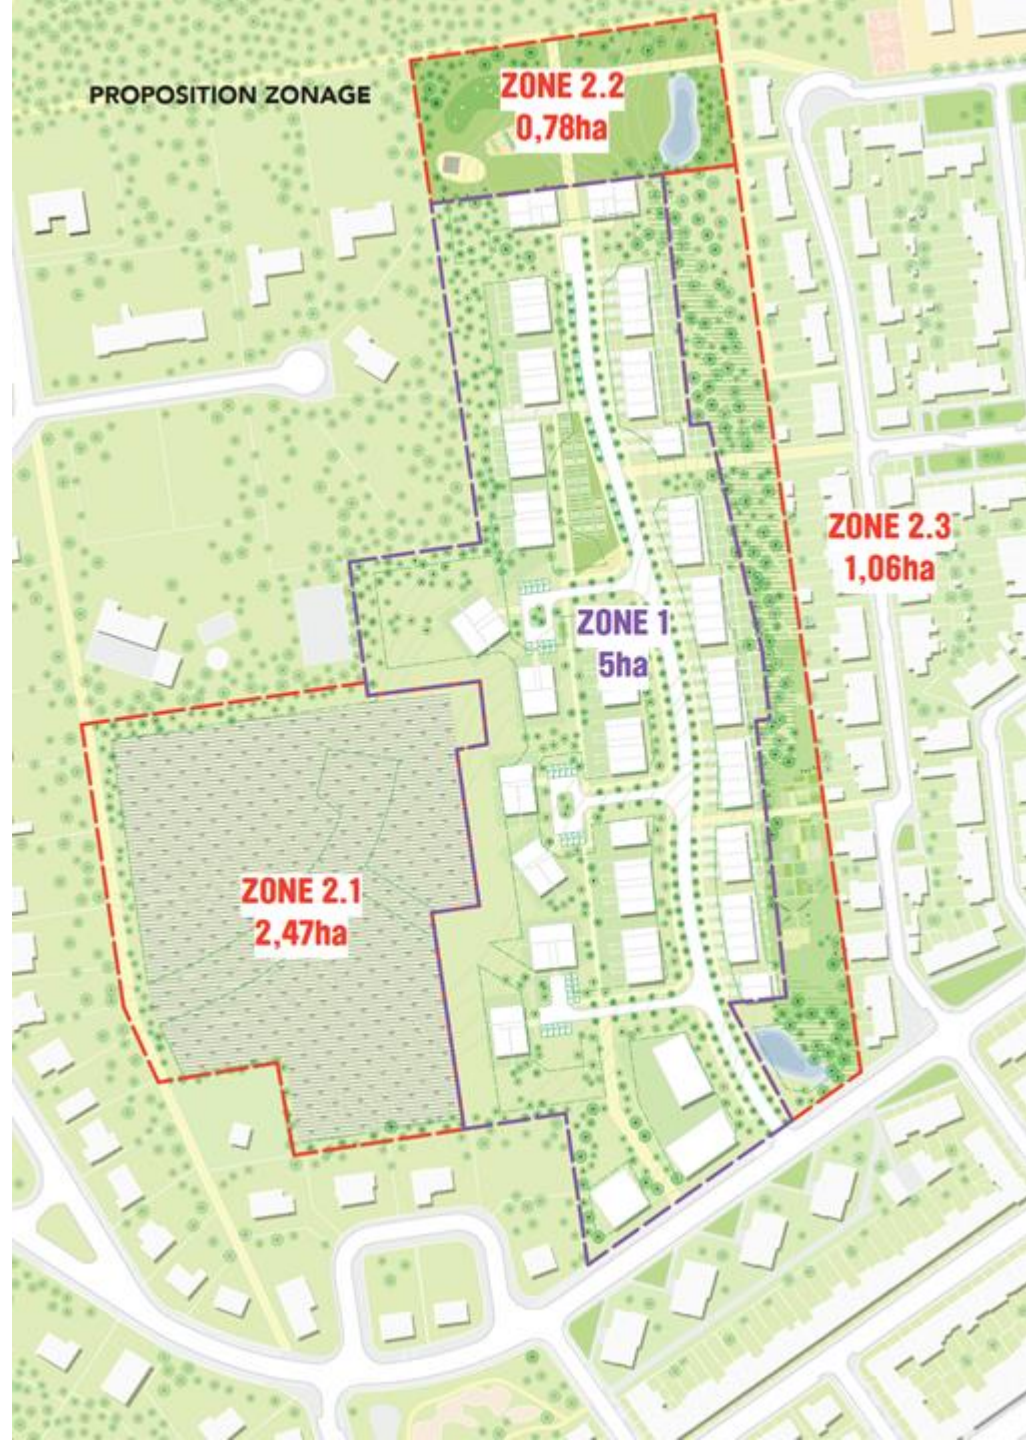 PROPOSITION ZONAGE
ZONE 2.2
0,78ha
ZONE 2.3
1,06ha
ZONE 1
5ha
ZONE 2.1
2,47ha